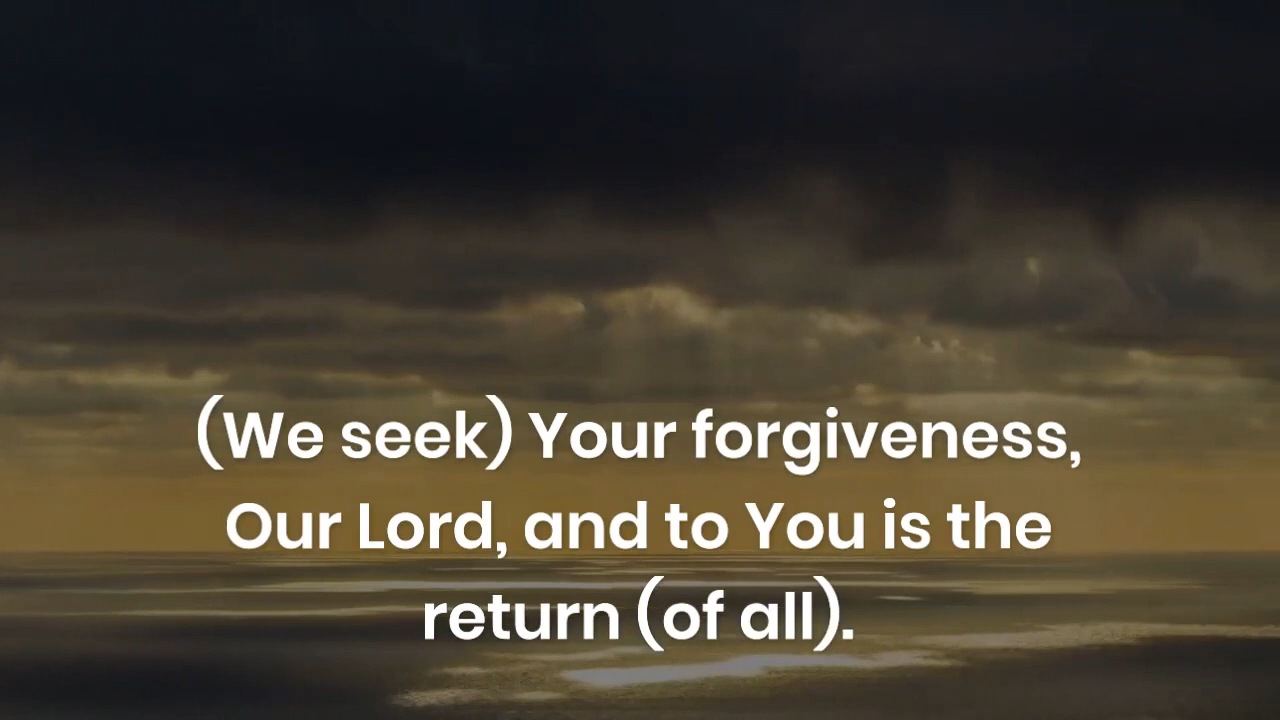 (We seek) Your forgiveness,
Our Lord, and to You is the
return (of all).